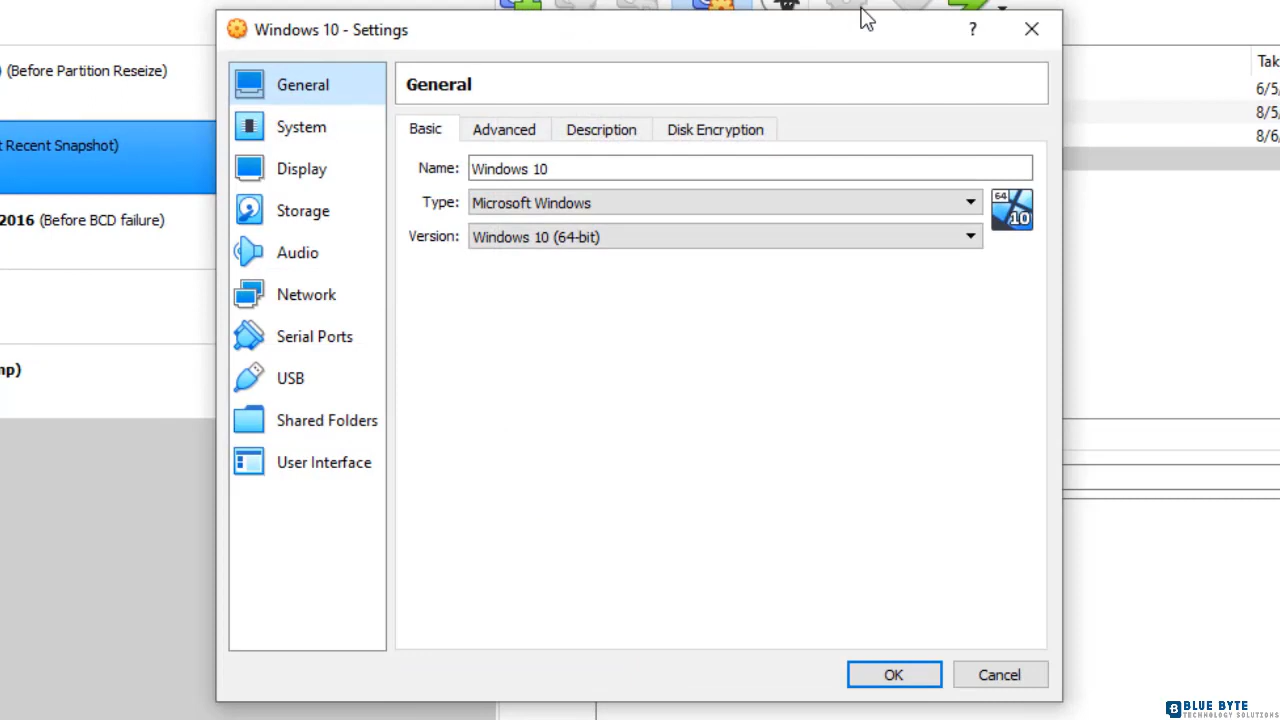 Windows 10 - Settings
?
(Before Partition Reseize)
Recent Snapshot)
2016 (Before BCD failure)
General
System
Display
Storage
Audio
Network
Serial Ports
USB
Shared Folders
User Interface
General
Basic
Advanced
Description
Disk Encryption
Name:
Windows 10
Type:
Microsoft Windows
64
10
Version:
Windows 10 (64-bit)
Tak
6/5/
8/5/
8/6/
OK
Cancel
BLUE BYTE
TECHNOLOGY SOLUTIONS